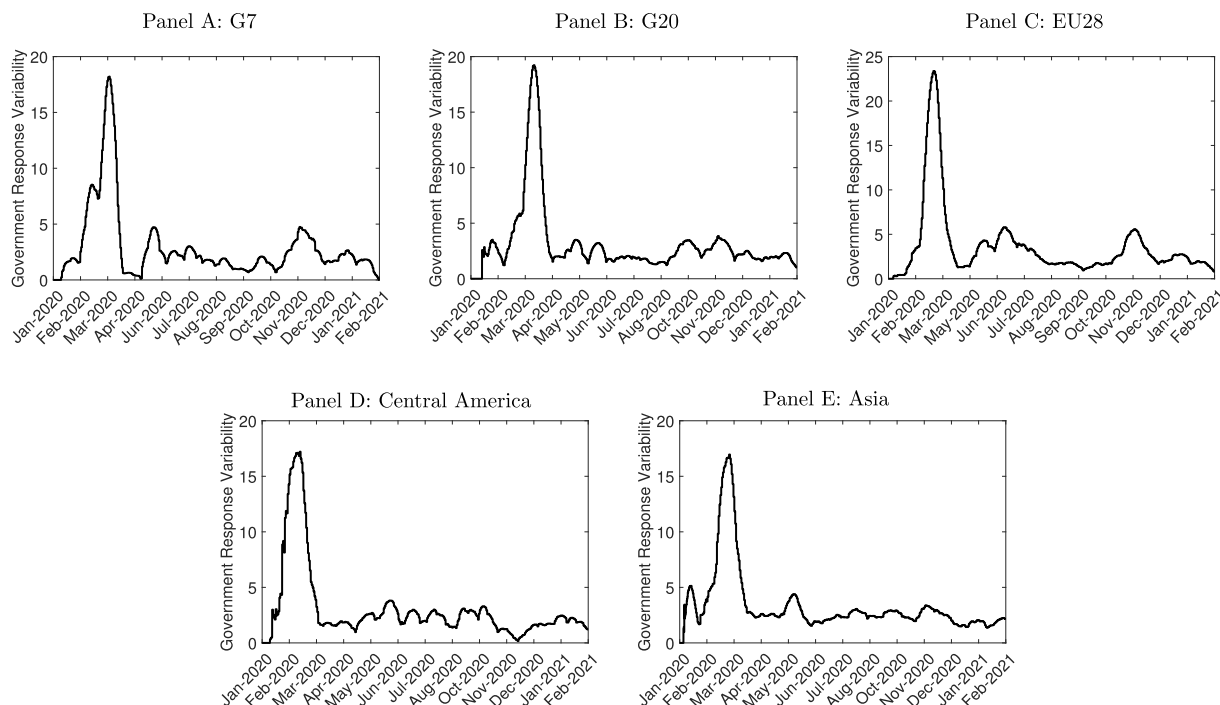 Panel A: G7
Government Response Variability
20
15
10
5
0
Jan-2020
Feb-2020
Mar-2020
Apr-2020
Jun-2020
Jul-2020
Aug-2020
Sep-2020
Oct-2020
Nov-2020
Dec-2020
Jan-2021
Feb-2021
Panel B: G20
Government Response Variability
20
15
10
5
0
Jan-2020
Feb-2020
Mar-2020
Apr-2020
May-2020
Jun-2020
Jul-2020
Aug-2020
Oct-2020
Nov-2020
Dec-2020
Jan-2021
Feb-2021
Panel C: EU28
Government Response Variability
25
20
15
10
5
0
Jan-2020
Feb-2020
Mar-2020
May-2020
Jun-2020
Jul-2020
Aug-2020
Sep-2020
Oct-2020
Nov-2020
Dec-2020
Jan-2021
Feb-2021
Panel D: Central America
Government Response Variability
20
15
10
5
0
Jan-2020
Feb-2020
Mar-2020
Apr-2020
May-2020
Jun-2020
Jul-2020
Aug-2020
Oct-2020
Nov-2020
Dec-2020
Jan-2021
Feb-2021
Panel E: Asia
Government Response Variability
20
15
10
5
0
Jan-2020
Feb-2020
Mar-2020
Apr-2020
May-2020
Jun-2020
Jul-2020
Aug-2020
Oct-2020
Nov-2020
Dec-2020
Jan-2021
Feb-2021